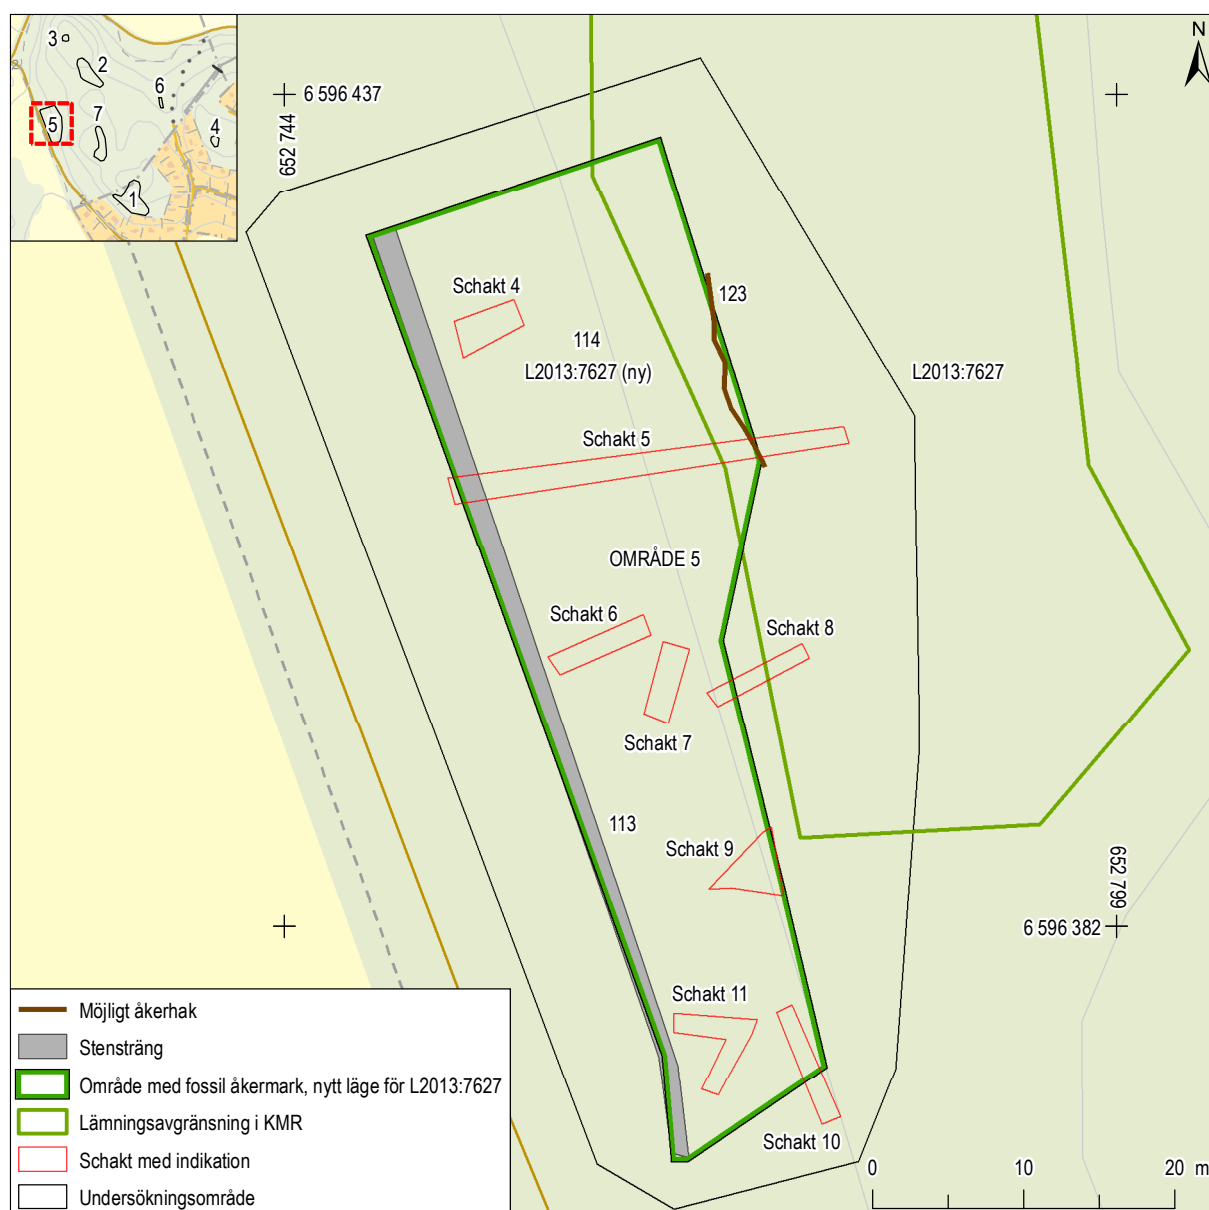 3
2
6
7
5
4
1
2
N
6 596 437
652 744
Schakt 4
123
114
L2013:7627 (ny)
L2013:7627
Schakt 5
OMRÅDE 5
Schakt 6
Schakt 8
Schakt 7
113
Schakt 9
652 799
6 596 382
Schakt 11
Schakt 10
Möjligt åkerhak
Stensträng
Område med fossil åkermark, nytt läge för L2013:7627
Lämningsavgränsning i KMR
Schakt med indikation
Undersökningsområde
0 10 20 m